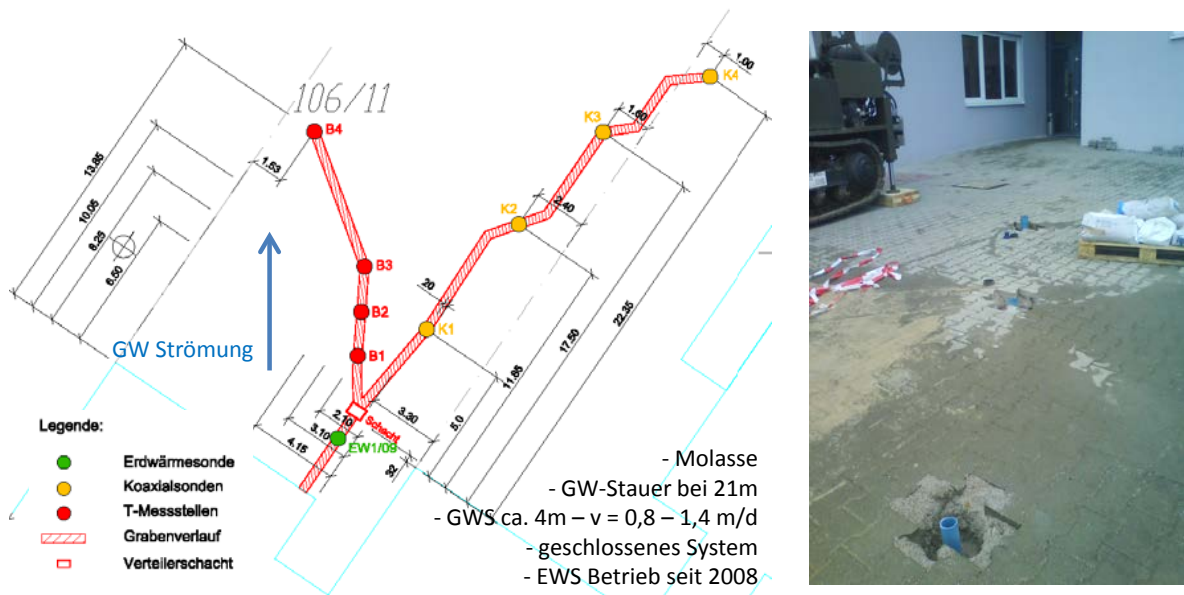 106/11
B4
K4
1.00
K3
1.60
13.85
1.53
10.05
8.25
6.50
K2
2.40
B3
20
B2
GW Strömung
B1
K1
22.35
17.50
11.65
5.0
3.30
Schacht
2.10
3.10
4.15
EW1/09
32
Legende:
Erdwärmesonde
Koaxialsonden
T-Messstellen
Grabenverlauf
Verteilerschacht
- Molasse
- GW-Stauer bei 21m
- GWS ca. 4m – v = 0,8 – 1,4 m/d
- geschlossenes System
- EWS Betrieb seit 2008